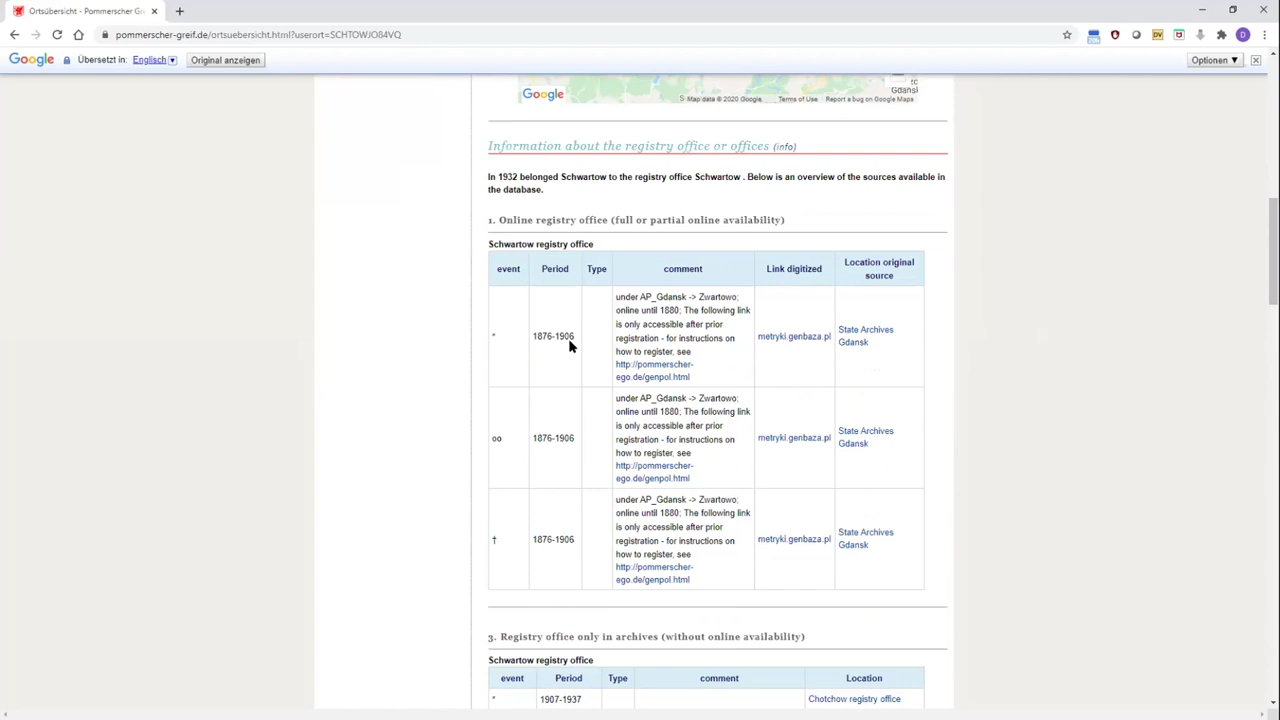 Ortsübersicht - Pommerscher Gr
pommerscher-greif.de/ortsuebersicht.html?userort=SCHTOWJO84VQ
Google Übersetzt in: Englisch Original anzeigen Optionen ▼
Gdansk
Google Map data © 2020 Google Terms of Use Report a bug on Google Maps
Information about the registry office or offices (info)
In 1932 belonged Schwartow to the registry office Schwartow . Below is an overview of the sources available in
the database.
1. Online registry office (full or partial online availability)
Schwartow registry office
event Period Type comment Link digitized Location original
source
under AP_Gdansk -> Zwartowo;
online until 1880; The following link
is only accessible after prior
* 1876-1906 registration - for instructions on metryki.genbaza.pl State Archives
Gdansk
how to register, see
http://pommerscher-
ego.de/genpol.html
under AP_Gdansk -> Zwartowo;
online until 1880; The following link
is only accessible after prior
oo 1876-1906 registration - for instructions on metryki.genbaza.pl State Archives
Gdansk
how to register, see
http://pommerscher-
ego.de/genpol.html
under AP_Gdansk -> Zwartowo;
online until 1880; The following link
is only accessible after prior
† 1876-1906 registration - for instructions on metryki.genbaza.pl State Archives
Gdansk
how to register, see
http://pommerscher-
ego.de/genpol.html
3. Registry office only in archives (without online availability)
Schwartow registry office
event Period Type comment Location
* 1907-1937 Chotchow registry office